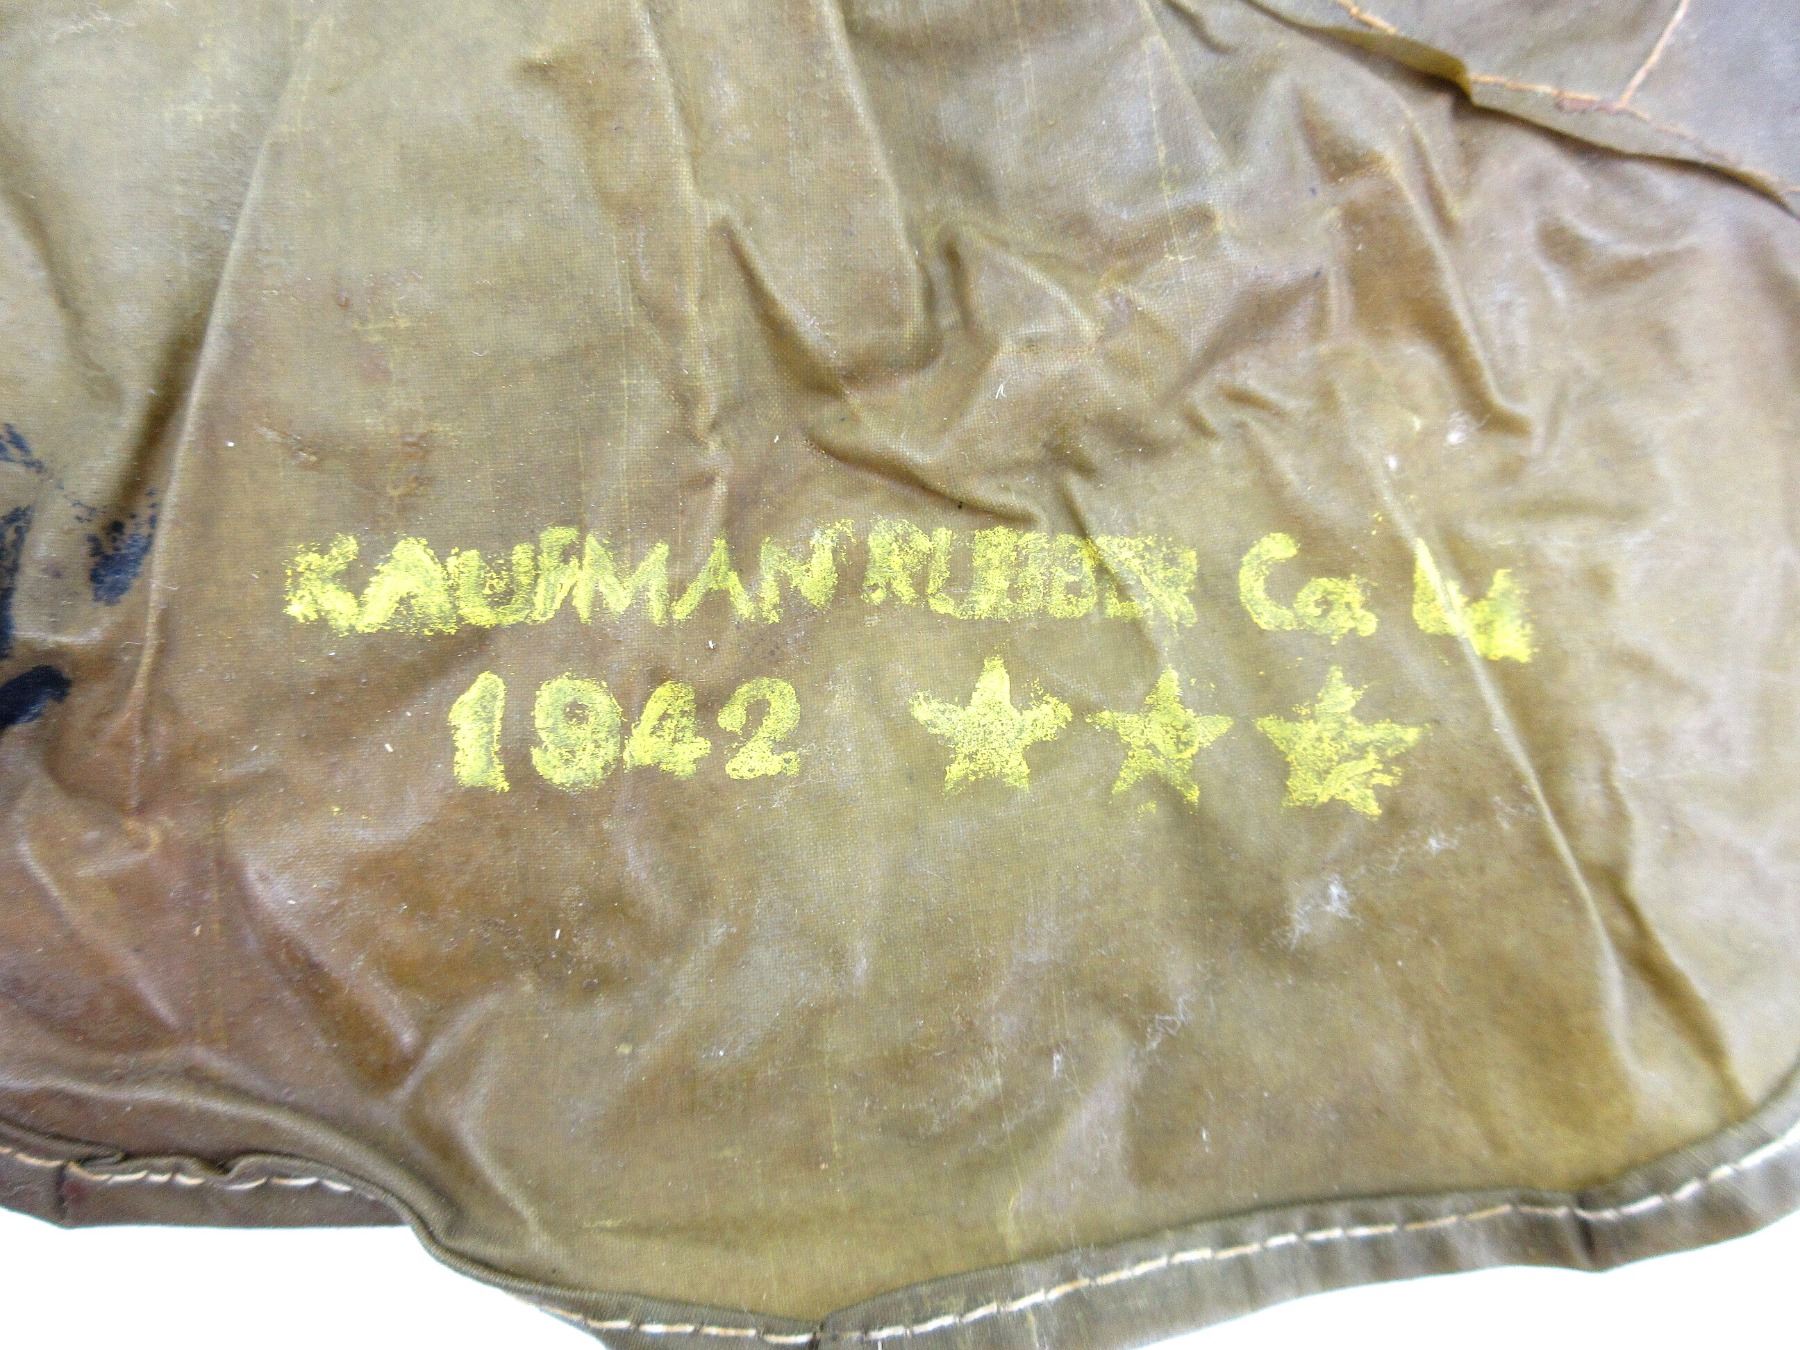 KAUFMAN RUBBER Co. Ld
1942 ★ ★ ★